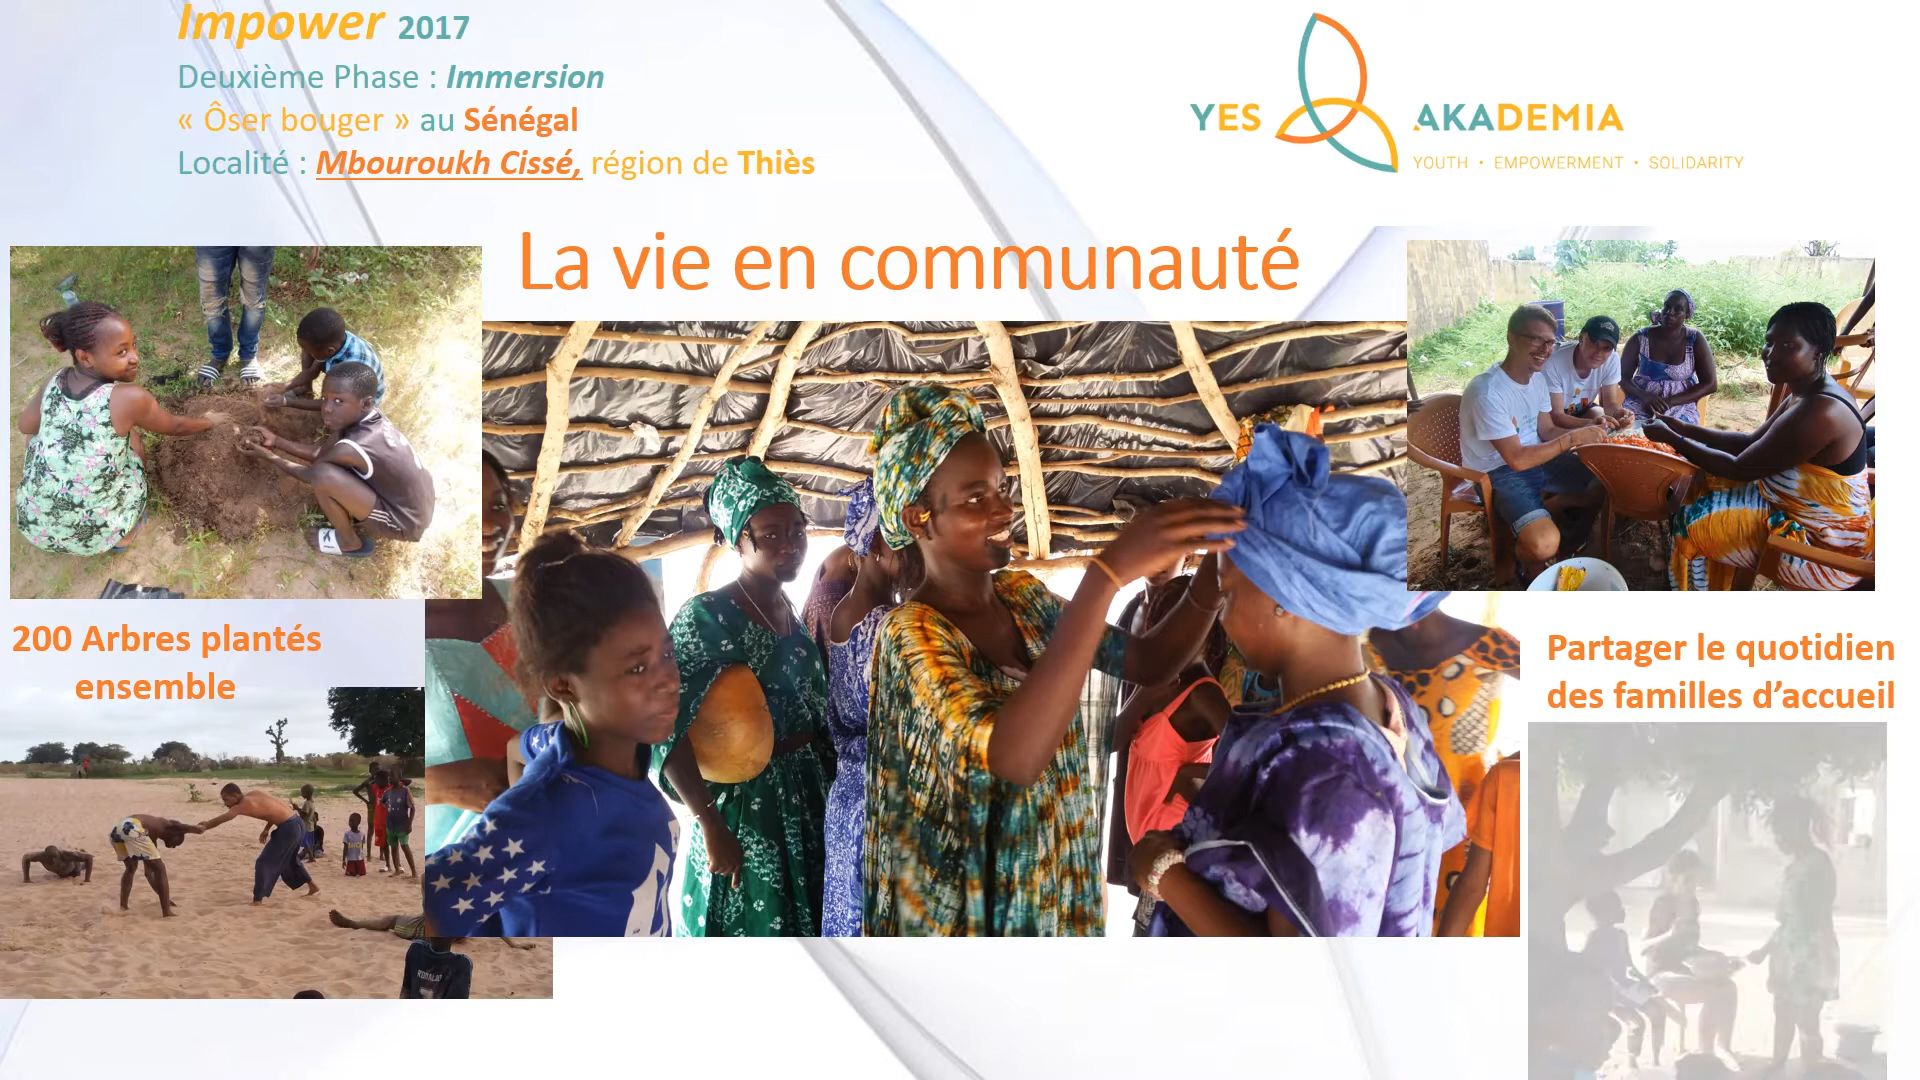 Impower 2017
Deuxième Phase : Immersion
« Ôser bouger » au Sénégal
Localité : Mbouroukh Cissé, région de Thiès
YES AKADEMIA
YOUTH • EMPOWERMENT • SOLIDARITY
La vie en communauté
200 Arbres plantés
ensemble
Partager le quotidien
des familles d’accueil
RONALDO